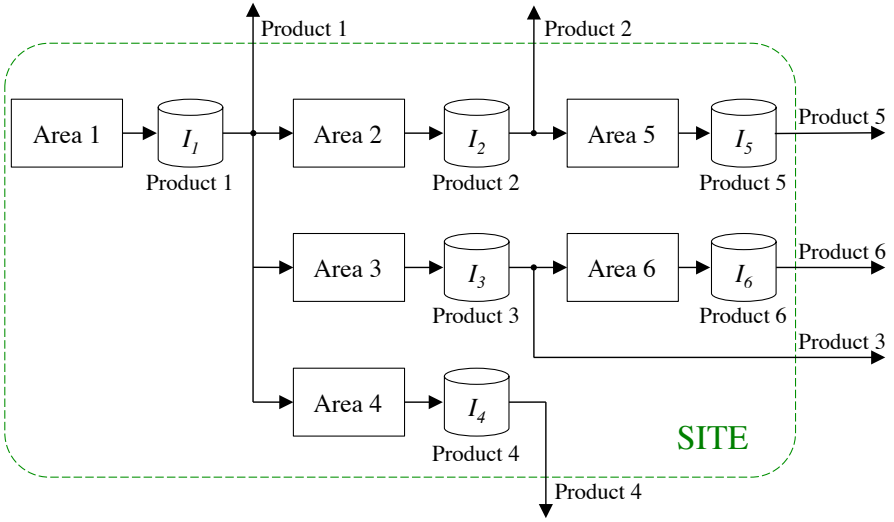 Product 1
Product 2
Area 1
I1
Area 2
I2
Area 5
I5
Product 5
Product 1
Product 2
Product 5
Area 3
I3
Area 6
I6
Product 6
Product 3
Product 6
Product 3
Area 4
I4
Product 4
SITE
Product 4